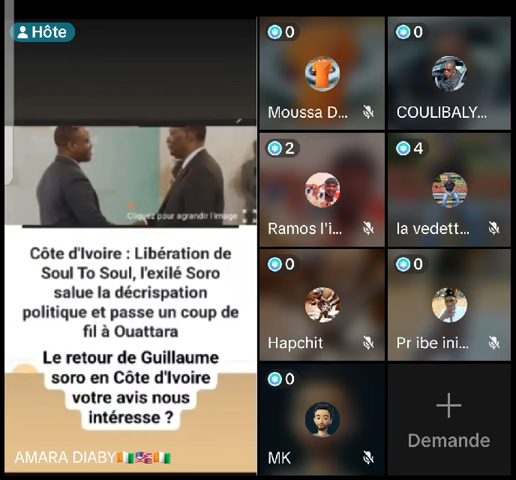 Hôte
Cliquez pour agrandir l'image
Côte d'Ivoire : Libération de
Soul To Soul, l'exilé Soro
salue la décrispation
politique et passe un coup de
fil à Ouattara
Le retour de Guillaume
soro en Côte d'Ivoire
votre avis nous
intéresse ?
AMARA DIABY🇨🇮🇺🇸🇨🇮
0
Moussa D...
0
COULIBALY...
2
Ramos l'i...
4
la vedett...
0
Hapchit
0
Pr ibe ini...
0
MK
Demande